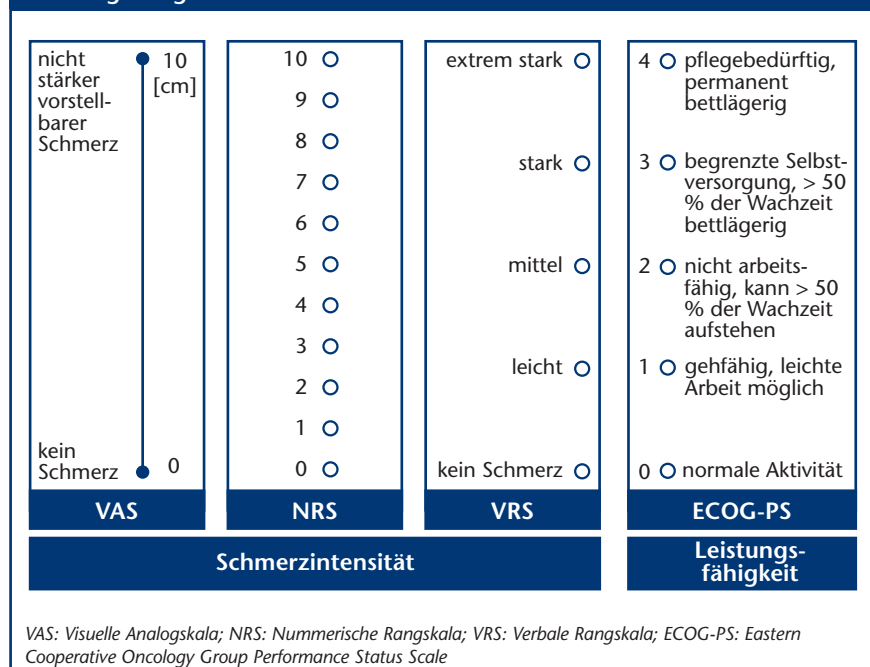 nicht
stärker
vorstell-
barer
Schmerz
10
[cm]
kein
Schmerz
0
VAS
10
9
8
7
6
5
4
3
2
1
0
NRS
extrem stark
stark
mittel
leicht
kein Schmerz
VRS
Schmerzintensität
4 pflegebedürftig,
permanent
bettlägerig
3 begrenzte Selbst-
versorgung, > 50
% der Wachzeit
bettlägerig
2 nicht arbeits-
fähig, kann > 50
% der Wachzeit
aufstehen
1 gehfähig, leichte
Arbeit möglich
0 normale Aktivität
ECOG-PS
Leistungs-
fähigkeit
VAS: Visuelle Analogskala; NRS: Nummerische Rangskala; VRS: Verbale Rangskala; ECOG-PS: Eastern
Cooperative Oncology Group Performance Status Scale